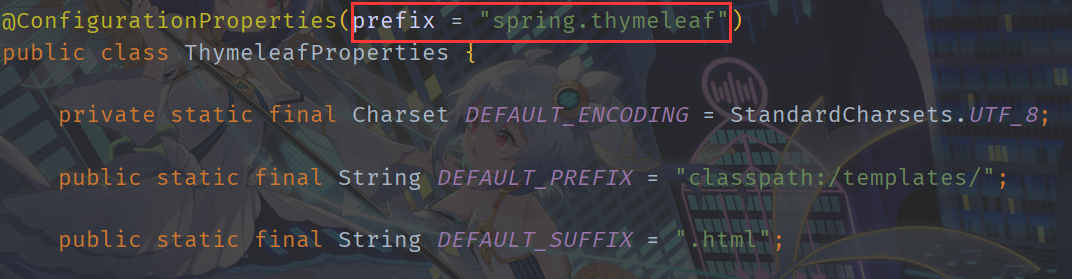 @ConfigurationProperties(prefix = "spring.thymeleaf")
public class ThymeleafProperties {
private static final Charset DEFAULT_ENCODING = StandardCharsets.UTF_8;
public static final String DEFAULT_PREFIX = "classpath:/templates/";
public static final String DEFAULT_SUFFIX = ".html";